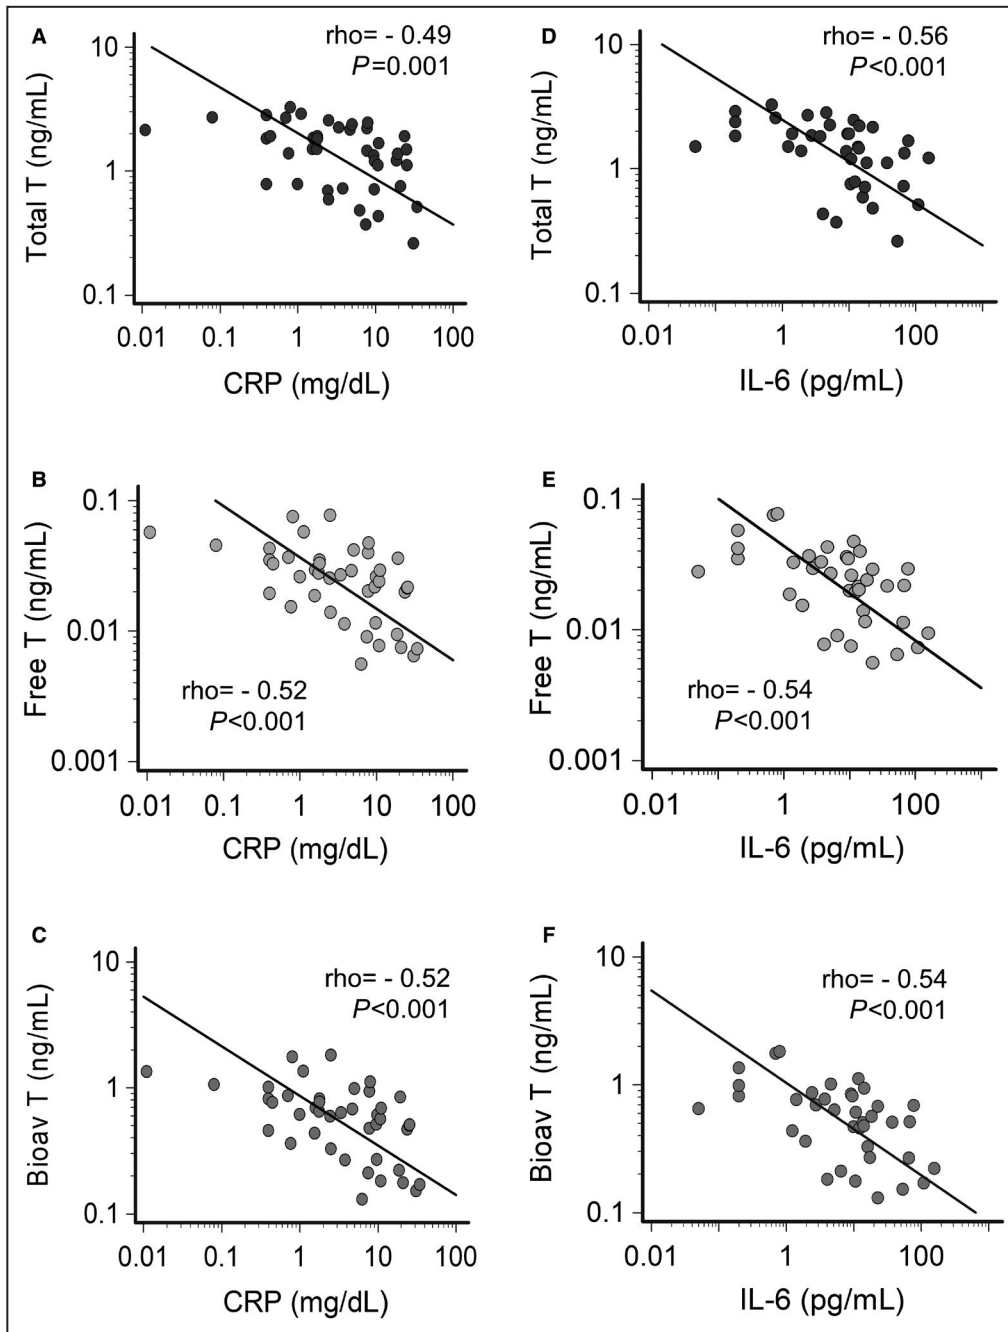 A
rho= - 0.49
P=0.001
Total T (ng/mL)
10
1
0.1
0.01
0.1
1
10
100
CRP (mg/dL)
D
rho= - 0.56
P<0.001
Total T (ng/mL)
10
1
0.1
0.01
1
100
IL-6 (pg/mL)
B
rho= - 0.52
P<0.001
Free T (ng/mL)
0.1
0.01
0.001
0.01
0.1
1
10
100
CRP (mg/dL)
E
rho= - 0.54
P<0.001
Free T (ng/mL)
0.1
0.01
0.001
0.01
1
100
IL-6 (pg/mL)
C
rho= - 0.52
P<0.001
Bioav T (ng/mL)
10
1
0.1
0.01
0.1
1
10
100
CRP (mg/dL)
F
rho= - 0.54
P<0.001
Bioav T (ng/mL)
10
1
0.1
0.01
1
100
IL-6 (pg/mL)